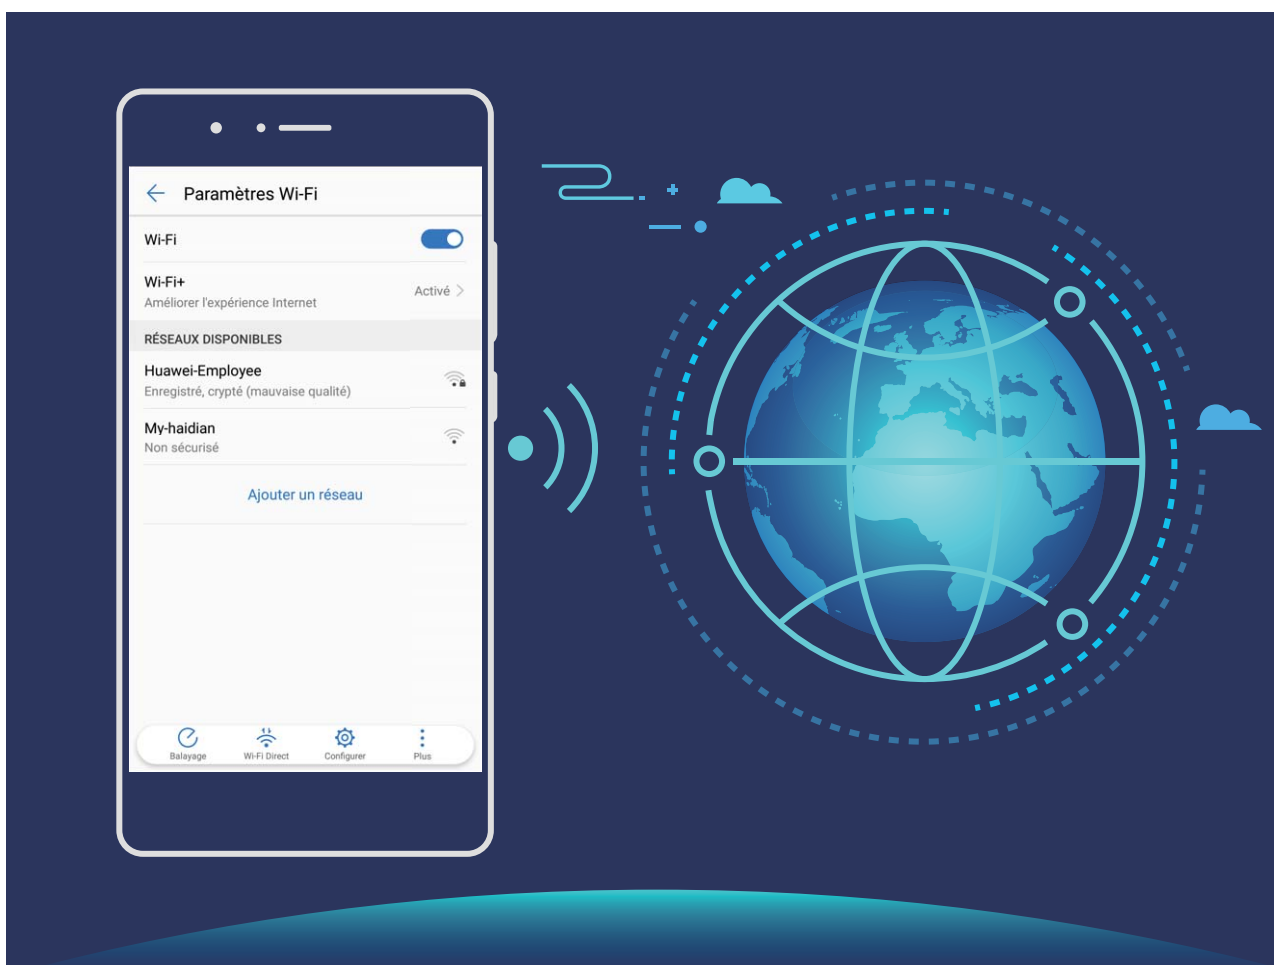 Paramètres Wi-Fi
Wi-Fi
Wi-Fi+
Améliorer l'expérience Internet
Activé
RÉSEAUX DISPONIBLES
Huawei-Employee
Enregistré, crypté (mauvaise qualité)
My-haidian
Non sécurisé
Ajouter un réseau
Balayage
Wi-Fi Direct
Configurer
Plus